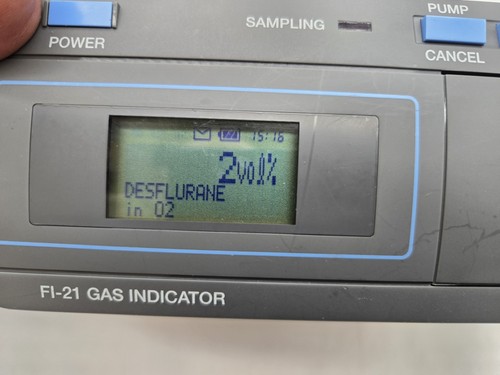 PUMP
SAMPLING
POWER
CANCEL
15:16
2vol%
DESFLURANE
in O2
FI-21 GAS INDICATOR